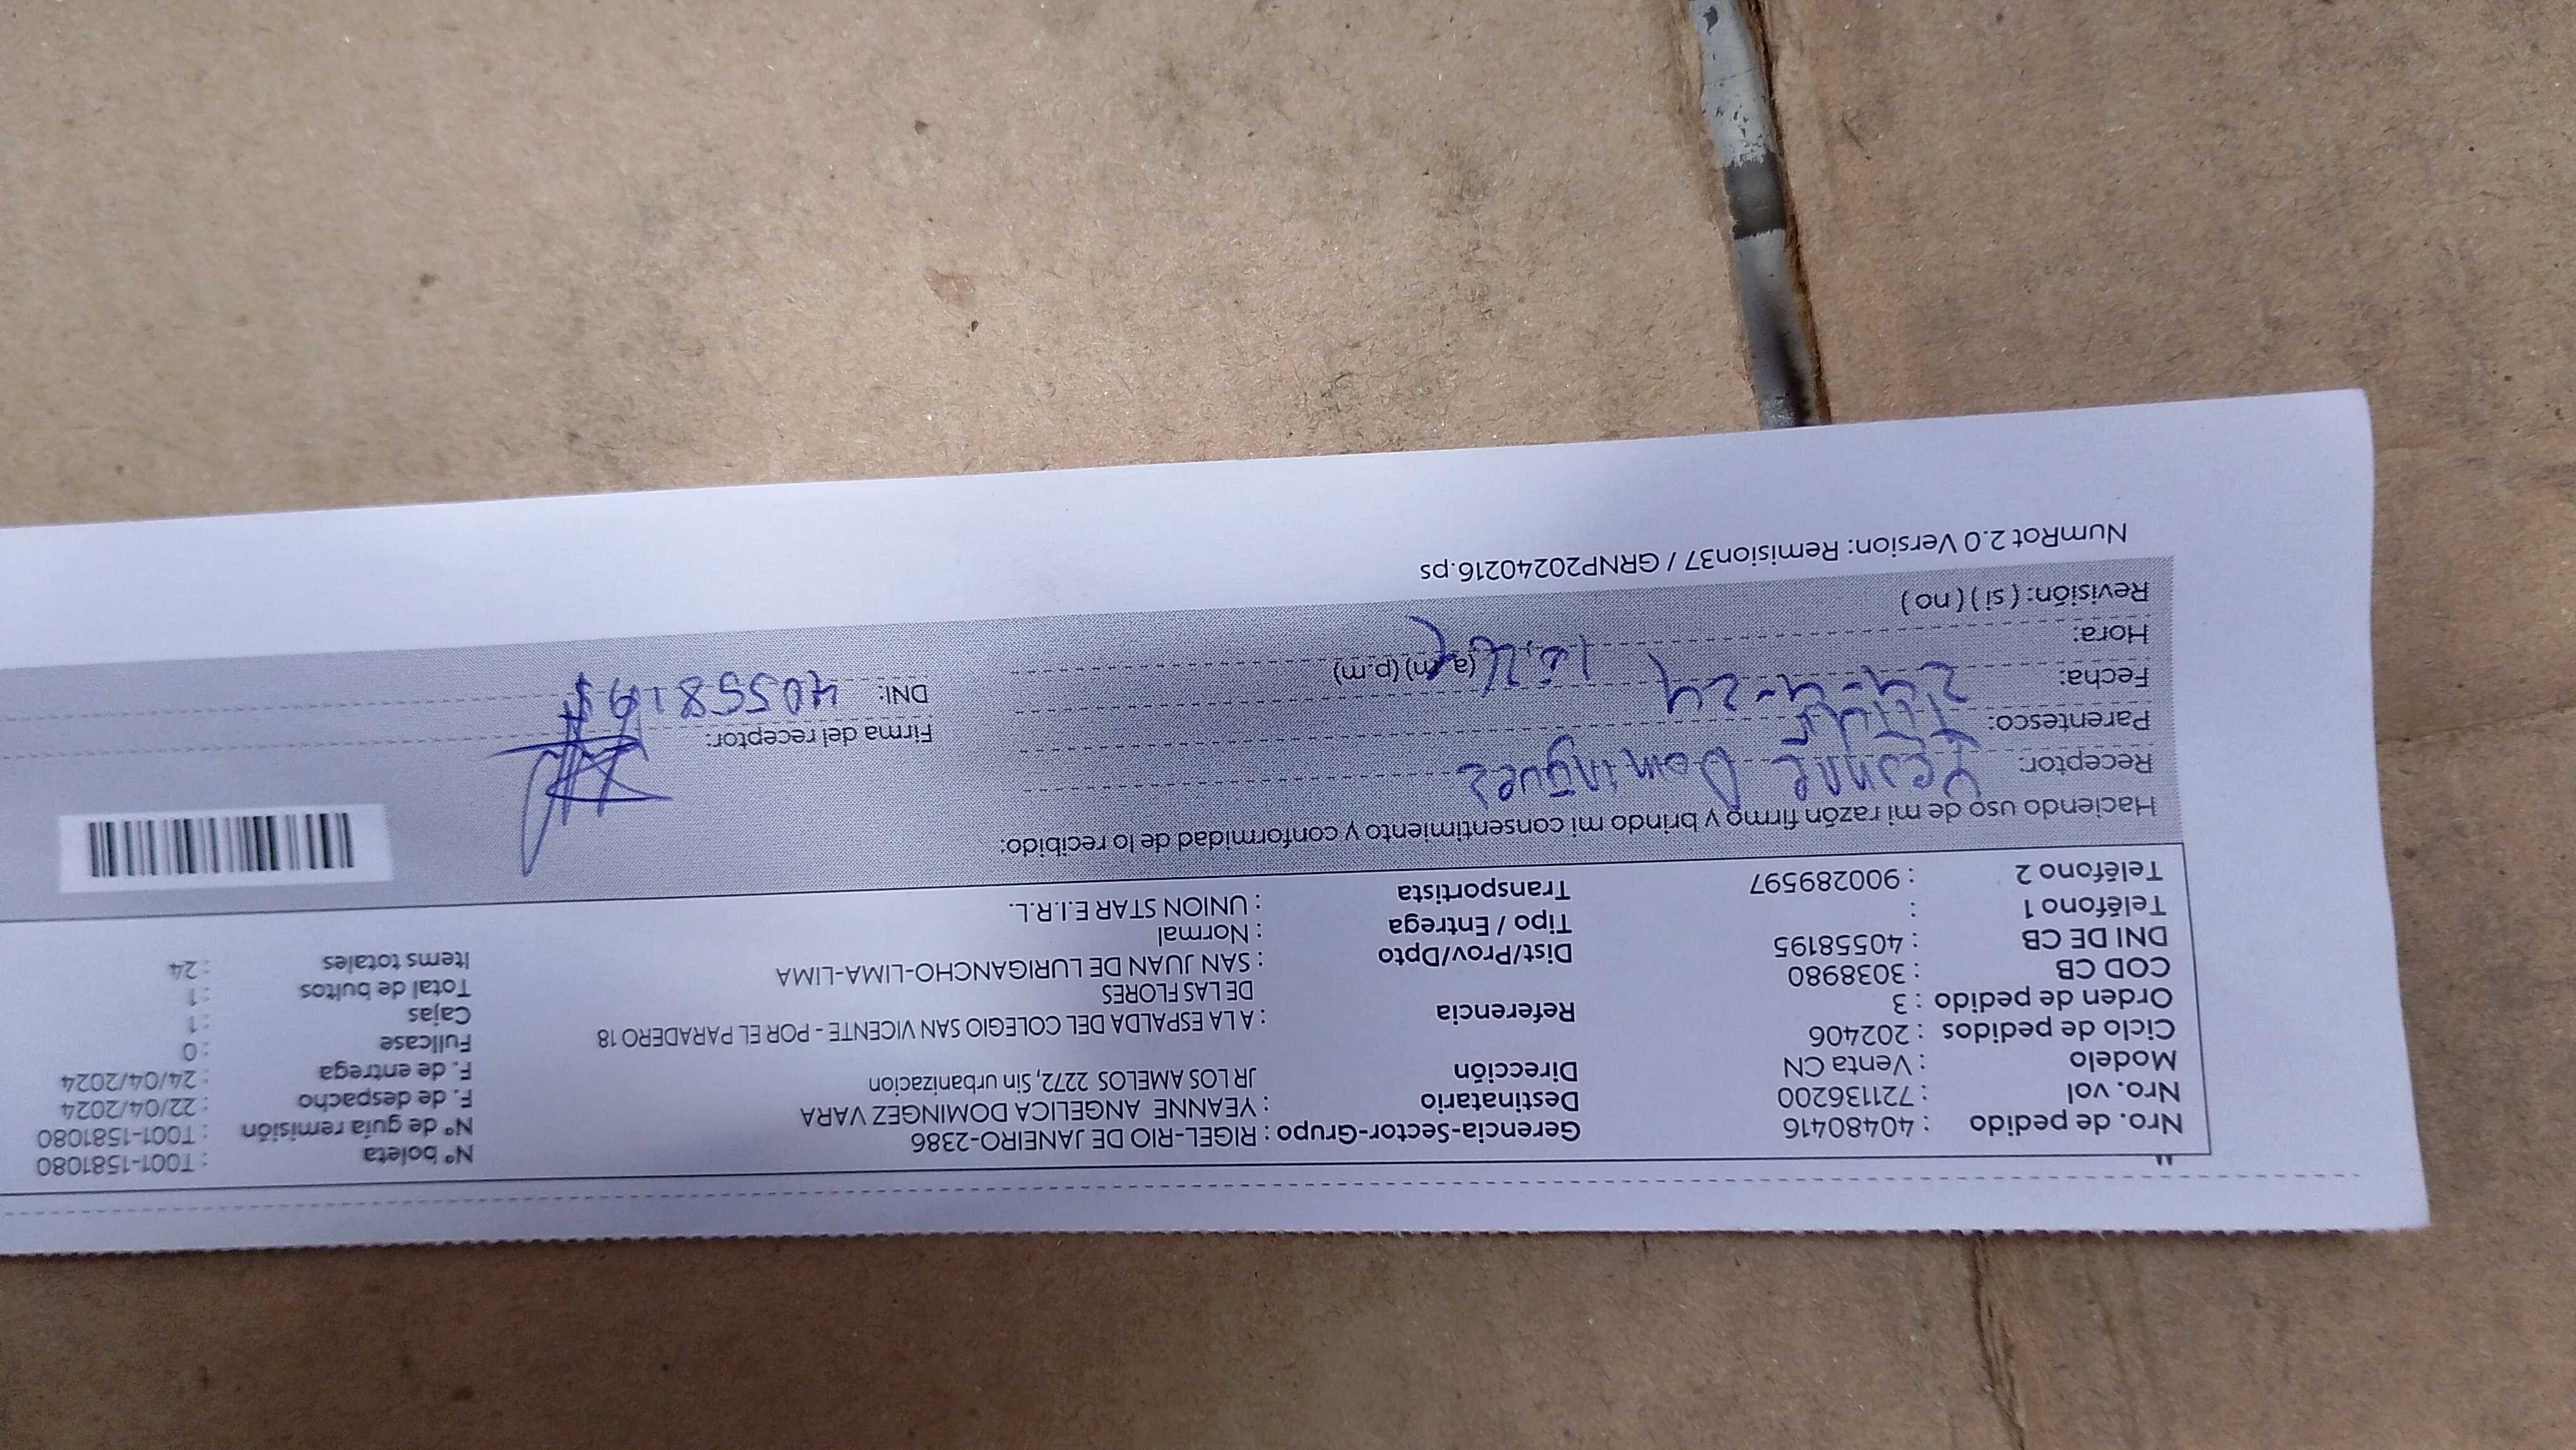 Nro. de pedido : 40480416 Gerencia-Sector-Grupo : RIGEL-RIO DE JANEIRO-2386 N° boleta : T001-1581080
Nro. vol : 721136200 Destinatario : YEANNE ANGELICA DOMINGEZ VARA N° de guía remisión : T001-1581080
Modelo : Venta CN Dirección JR LOS AMELOS 2272, Sin urbanizacion F. de despacho : 22/04/2024
Ciclo de pedidos : 202406 F. de entrega : 24/04/2024
Orden de pedido : 3 Referencia : A LA ESPALDA DEL COLEGIO SAN VICENTE - POR EL PARADERO 18 Fullcase : 0
DE LAS FLORES Cajas : 1
COD CB : 3038980 Dist/Prov/Dpto : SAN JUAN DE LURIGANCHO-LIMA-LIMA Total de bultos : 1
DNI DE CB : 40558195 Tipo / Entrega : Normal Items totales : 24
Teléfono 1 : Transportista : UNION STAR E.I.R.L.
Teléfono 2 : 900289597
Haciendo uso de mi razón firmo y brindo mi consentimiento y conformidad de lo recibido:
Receptor: Yeanne Dominguez
Parentesco: Firma del receptor:
Fecha: 24-4-24 DNI: 40558195
Hora: (a.m) (p.m)
Revisión: ( si ) ( no )
NumRot 2.0 Version: Remision37 / GRNP20240216.ps